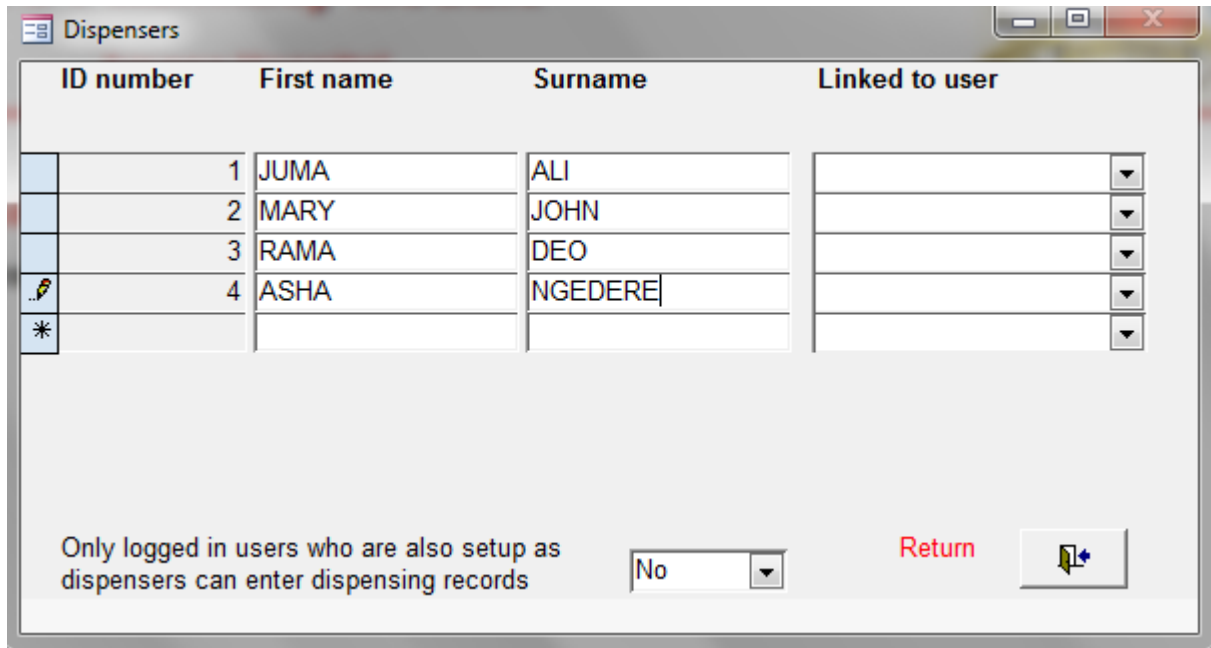 Dispensers
ID number First name Surname Linked to user
1 JUMA ALI
2 MARY JOHN
3 RAMA DEO
4 ASHA NGEDERE
Only logged in users who are also setup as
dispensers can enter dispensing records
No
Return